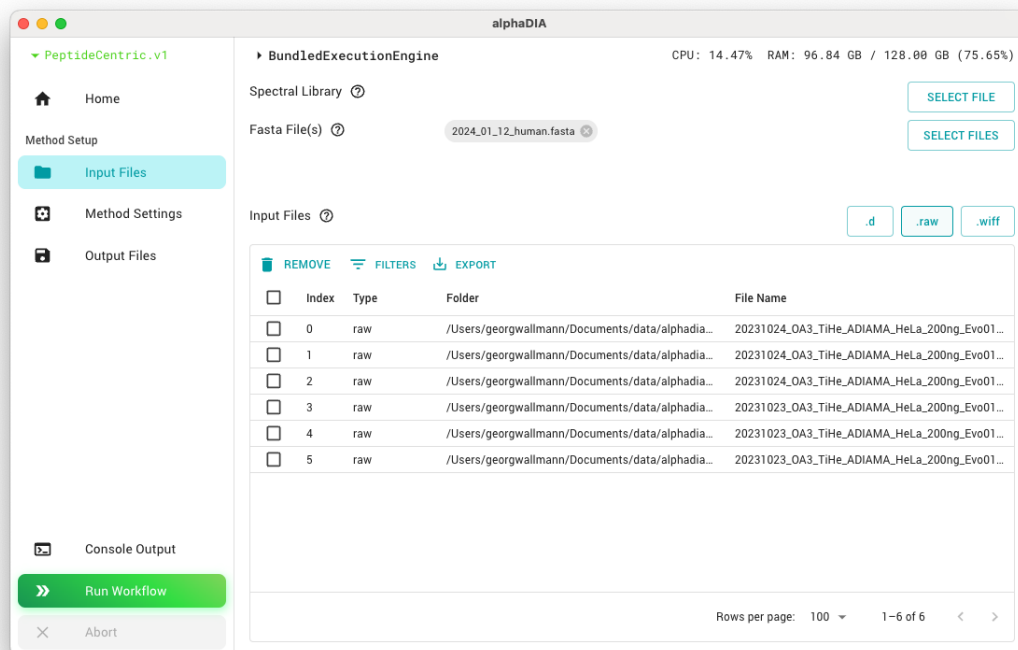 alphaDIA
PeptideCentric.v1
BundledExecutionEngine
CPU: 14.47% RAM: 96.84 GB / 128.00 GB (75.65%)
Home
Method Setup
Input Files
Method Settings
Output Files
Console Output
Run Workflow
Abort
Spectral Library
SELECT FILE
Fasta File(s)
2024_01_12_human.fasta
SELECT FILES
Input Files
.d
.raw
.wiff
REMOVE FILTERS EXPORT
Index Type Folder File Name
0 raw /Users/georgwallmann/Documents/data/alphadia... 20231024_OA3_TiHe_ADIAMA_HeLa_200ng_Evo01...
1 raw /Users/georgwallmann/Documents/data/alphadia... 20231024_OA3_TiHe_ADIAMA_HeLa_200ng_Evo01...
2 raw /Users/georgwallmann/Documents/data/alphadia... 20231024_OA3_TiHe_ADIAMA_HeLa_200ng_Evo01...
3 raw /Users/georgwallmann/Documents/data/alphadia... 20231023_OA3_TiHe_ADIAMA_HeLa_200ng_Evo01...
4 raw /Users/georgwallmann/Documents/data/alphadia... 20231023_OA3_TiHe_ADIAMA_HeLa_200ng_Evo01...
5 raw /Users/georgwallmann/Documents/data/alphadia... 20231023_OA3_TiHe_ADIAMA_HeLa_200ng_Evo01...
Rows per page: 100 1–6 of 6